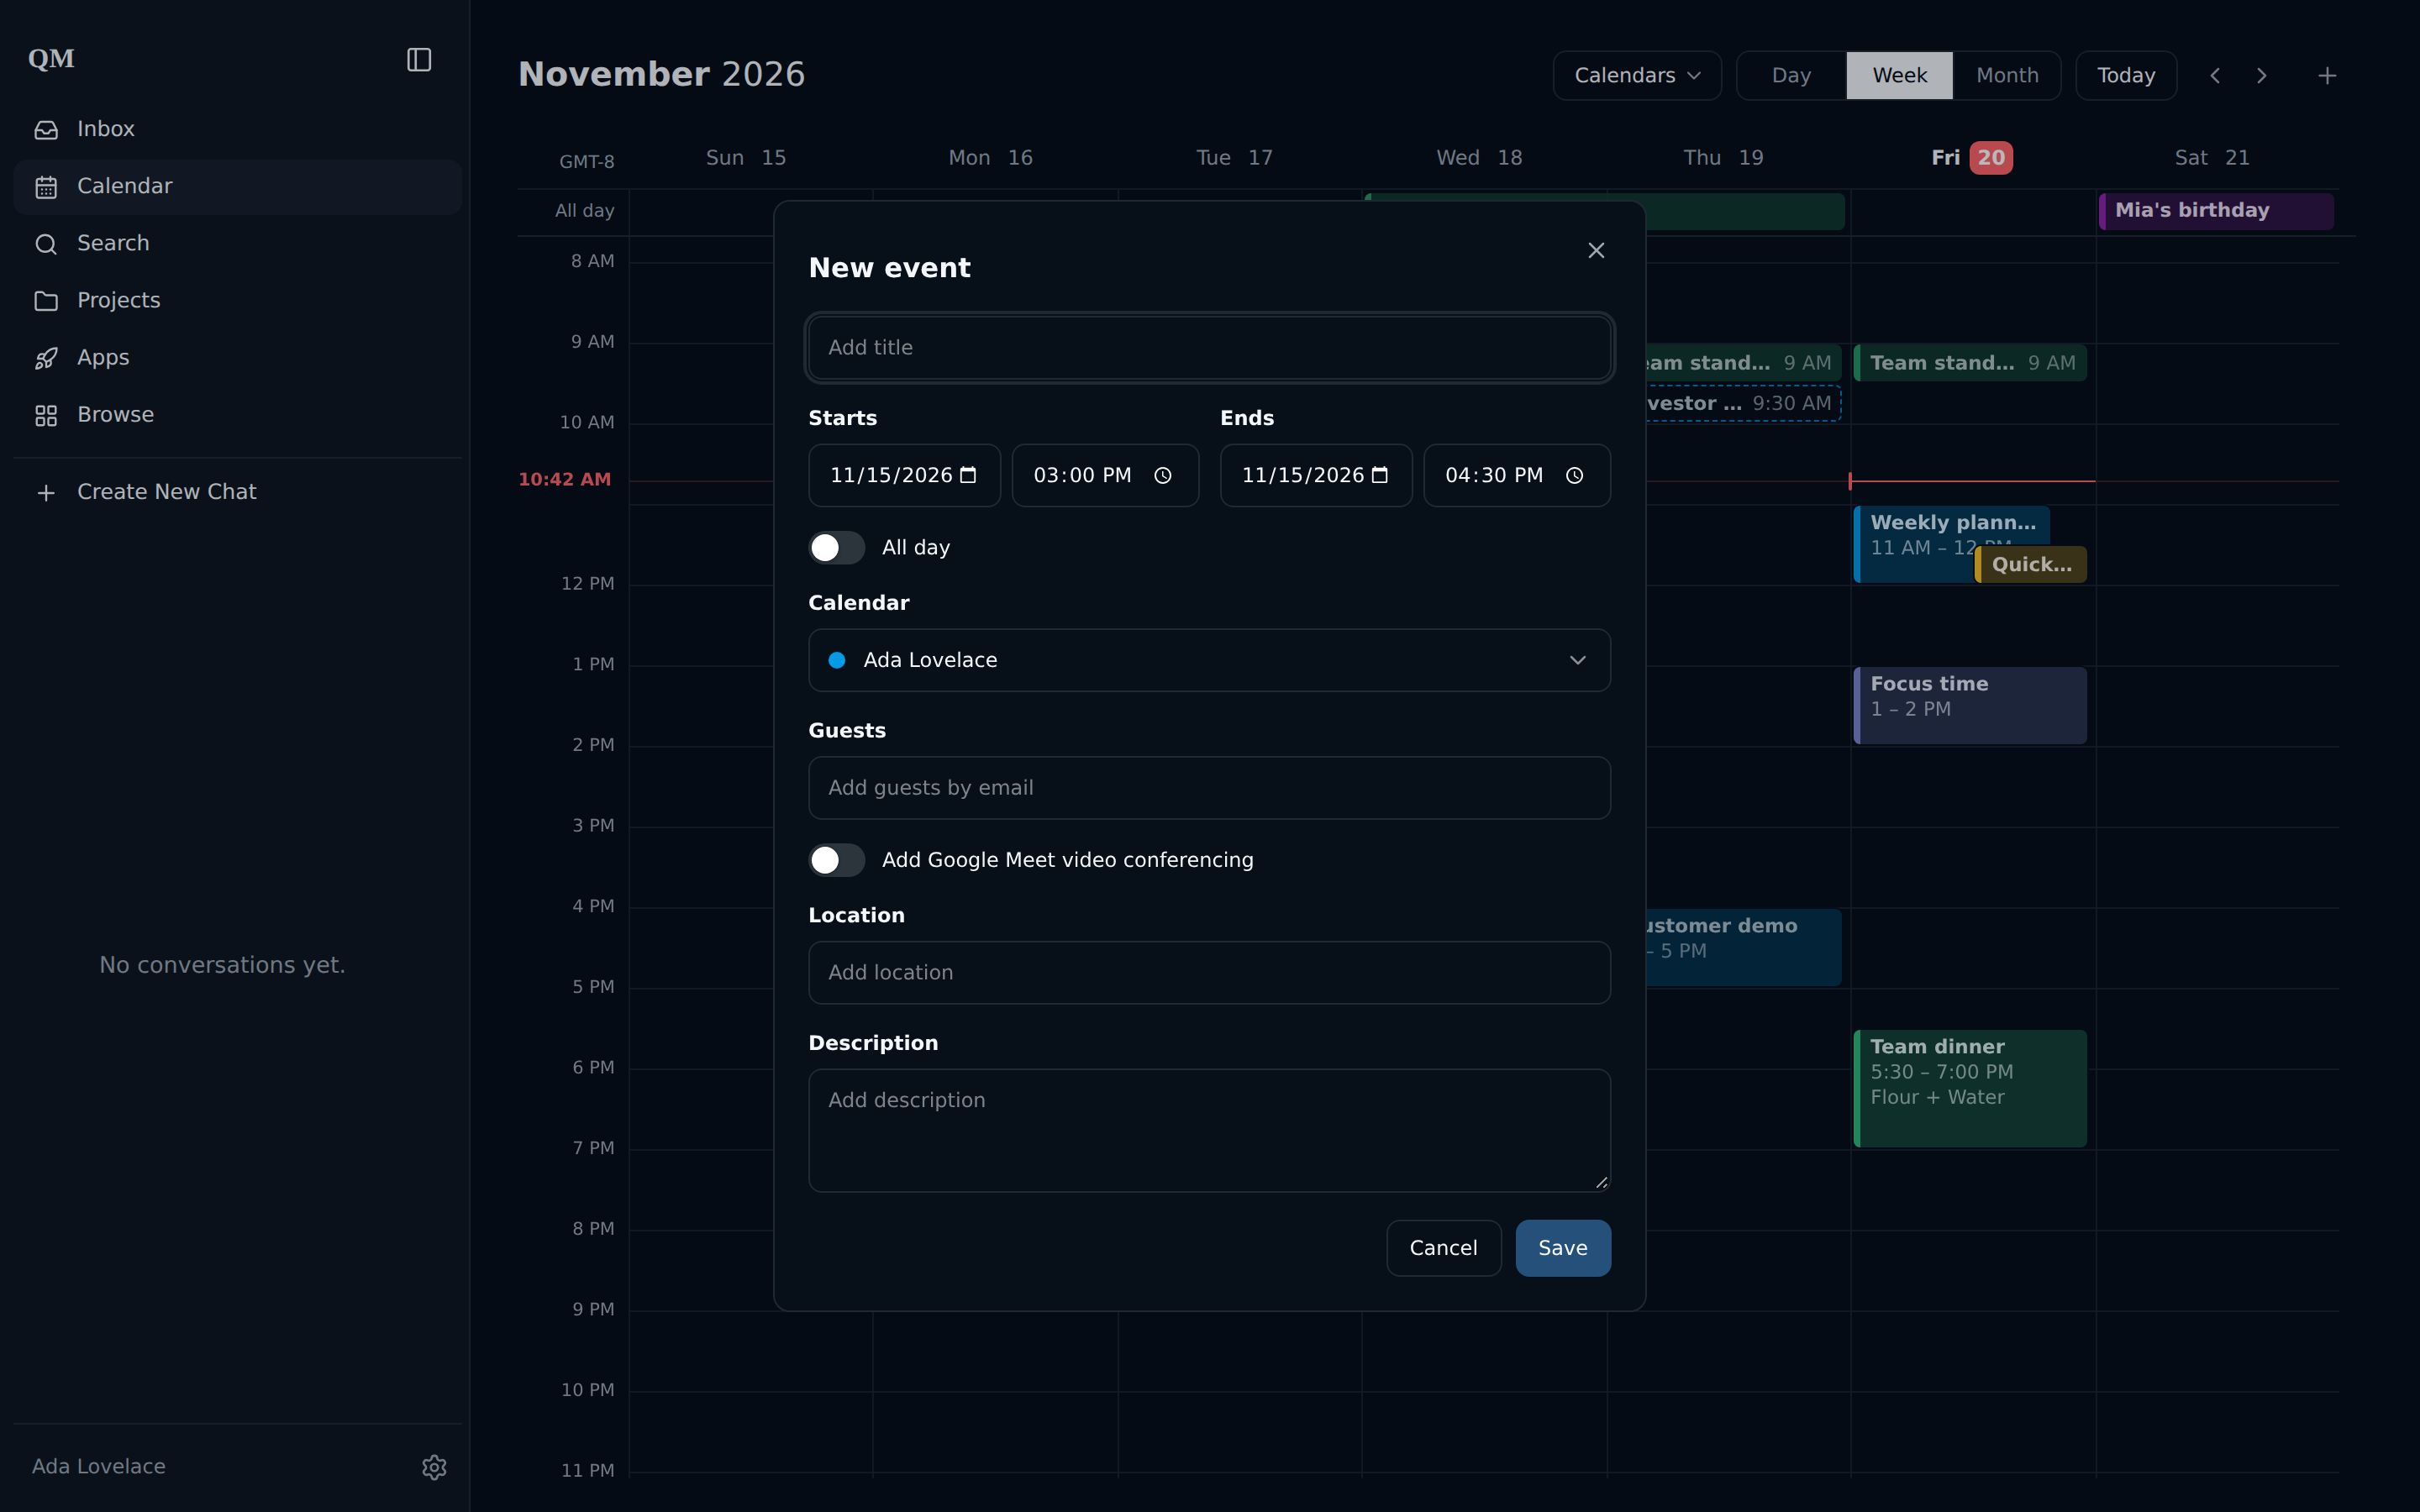 QM
Inbox
Calendar
Search
Projects
Apps
Browse
Create New Chat
No conversations yet.
Ada Lovelace
November 2026
Calendars
Day
Week
Month
Today
GMT-8
Sun 15
Mon 16
Tue 17
Wed 18
Thu 19
Fri 20
Sat 21
All day
Mia's birthday
8 AM
9 AM
10 AM
10:42 AM
12 PM
1 PM
2 PM
3 PM
4 PM
5 PM
6 PM
7 PM
8 PM
9 PM
10 PM
11 PM
New event
Add title
Starts
Ends
11/15/2026
03:00 PM
11/15/2026
04:30 PM
All day
Calendar
Ada Lovelace
Guests
Add guests by email
Add Google Meet video conferencing
Location
Add location
Description
Add description
Cancel
Save
eam stand… 9 AM
vestor … 9:30 AM
ustomer demo
– 5 PM
Team stand… 9 AM
Weekly plann…
11 AM – 12 PM
Quick…
Focus time
1 – 2 PM
Team dinner
5:30 – 7:00 PM
Flour + Water